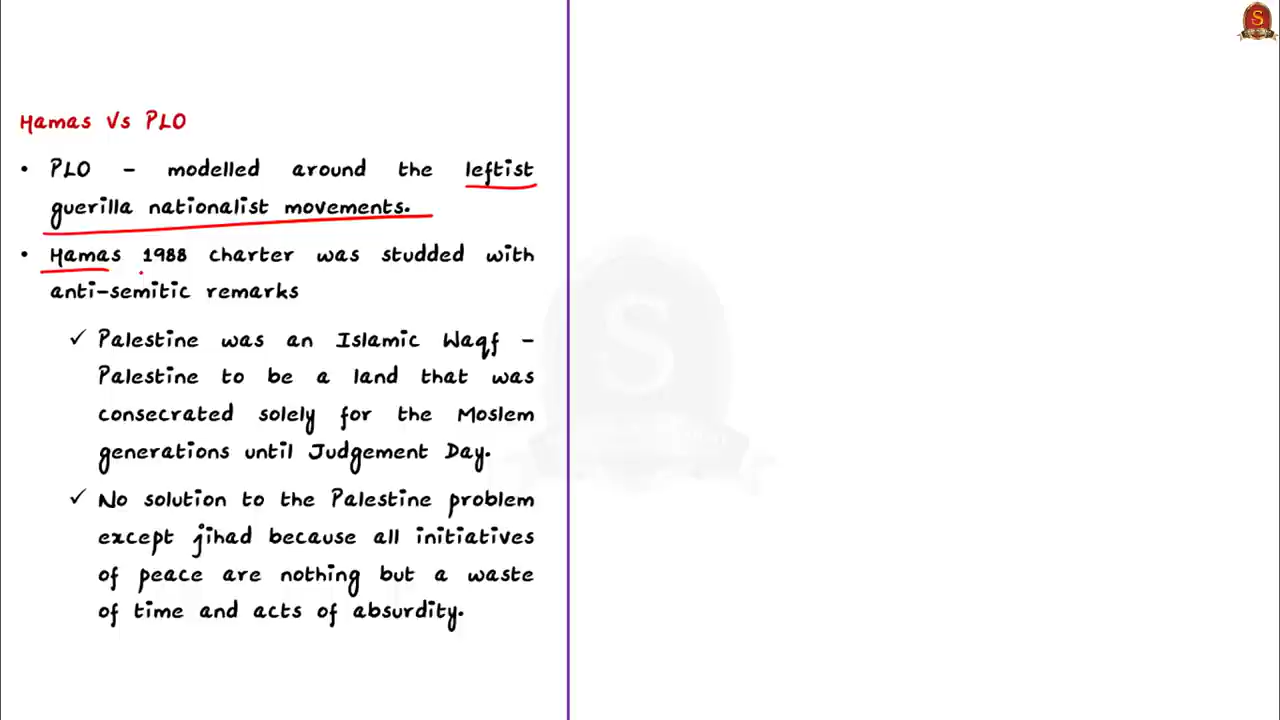 Hamas Vs PLO
• PLO – modelled around the leftist
guerilla nationalist movements.
• Hamas 1988 charter was studded with
anti-semitic remarks
✓ Palestine was an Islamic Waqf –
Palestine to be a land that was
consecrated solely for the Moslem
generations until Judgement Day.
✓ No solution to the Palestine problem
except jihad because all initiatives
of peace are nothing but a waste
of time and acts of absurdity.
S
S